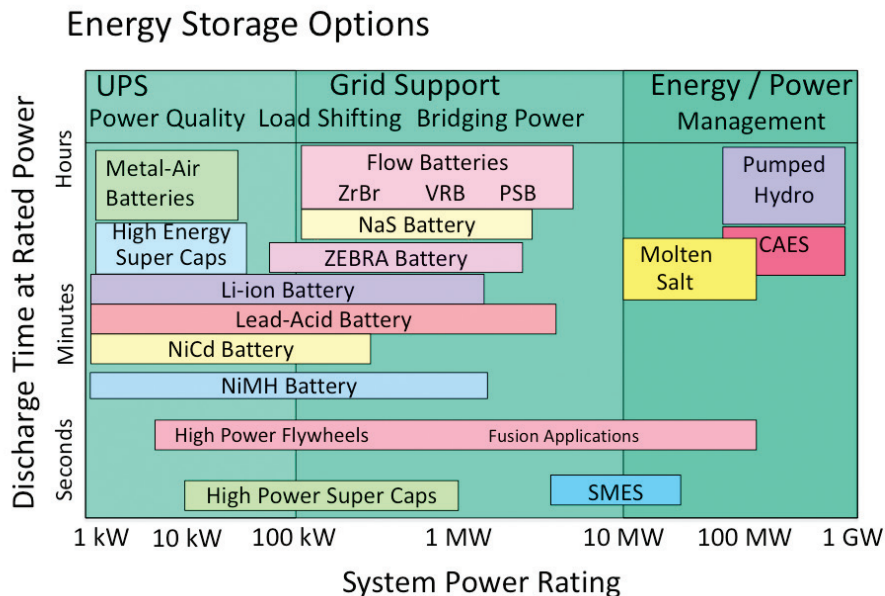 Energy Storage Options
UPS
Grid Support
Energy / Power
Power Quality
Load Shifting
Bridging Power
Management
Discharge Time at Rated Power
Hours
Minutes
Seconds
Metal-Air
Batteries
Flow Batteries
ZrBr VRB PSB
Pumped
Hydro
High Energy
Super Caps
NaS Battery
CAES
ZEBRA Battery
Molten
Salt
Li-ion Battery
Lead-Acid Battery
NiCd Battery
NiMH Battery
High Power Flywheels
Fusion Applications
High Power Super Caps
SMES
1 kW 10 kW 100 kW 1 MW 10 MW 100 MW 1 GW
System Power Rating